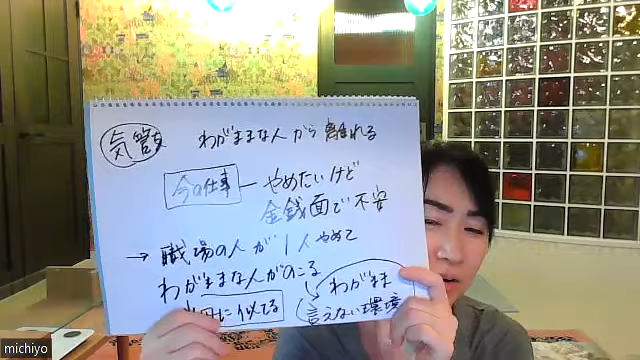 気管支 わがままな人から離れる
今の仕事 ― やめたいけど
金銭面で不安
→ 職場の人が1人やめて
わがままな人がのこる
わがまま
に似てる
言えない環境
michiyo